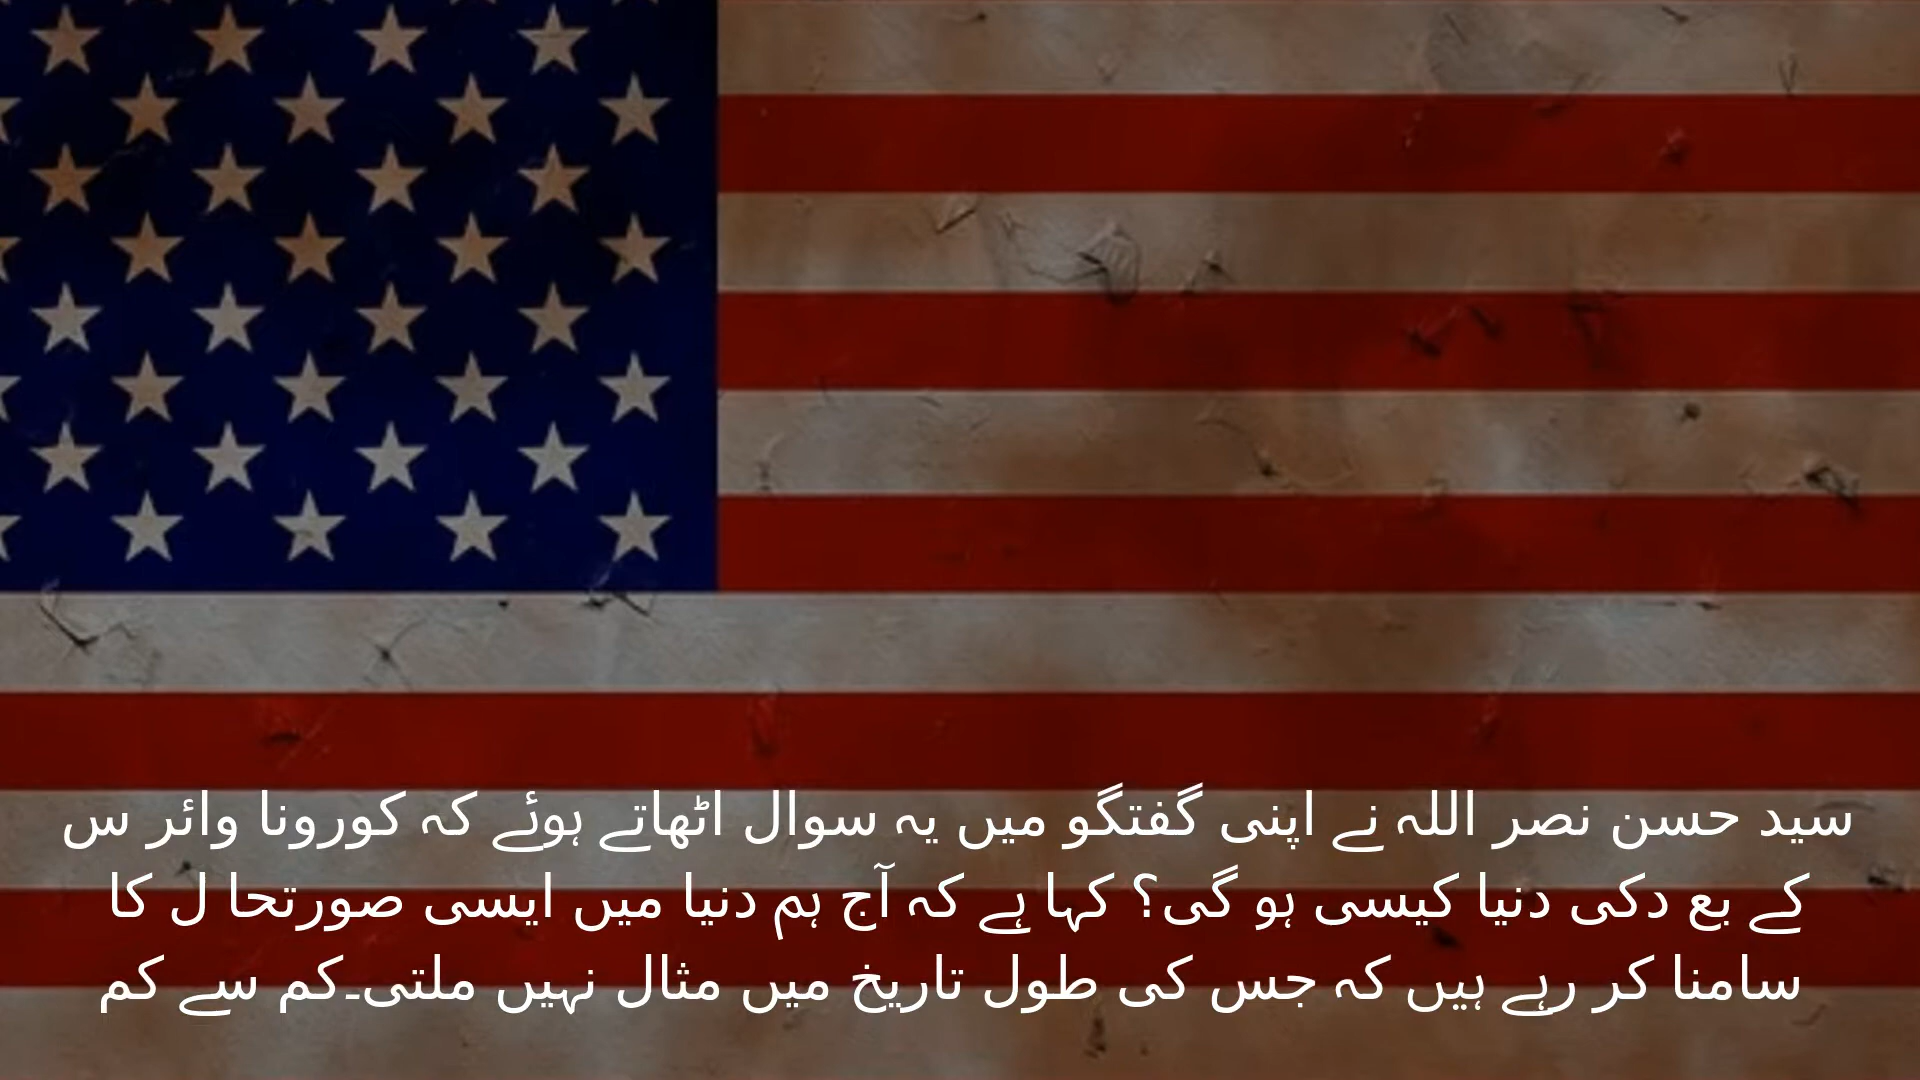 سید حسن نصر اللہ نے اپنی گفتگو میں یہ سوال اٹھاتے ہوئے کہ کورونا وائر س
کے بع دکی دنیا کیسی ہو گی؟ کہا ہے کہ آج ہم دنیا میں ایسی صورتحا ل کا
سامنا کر رہے ہیں کہ جس کی طول تاریخ میں مثال نہیں ملتی۔کم سے کم